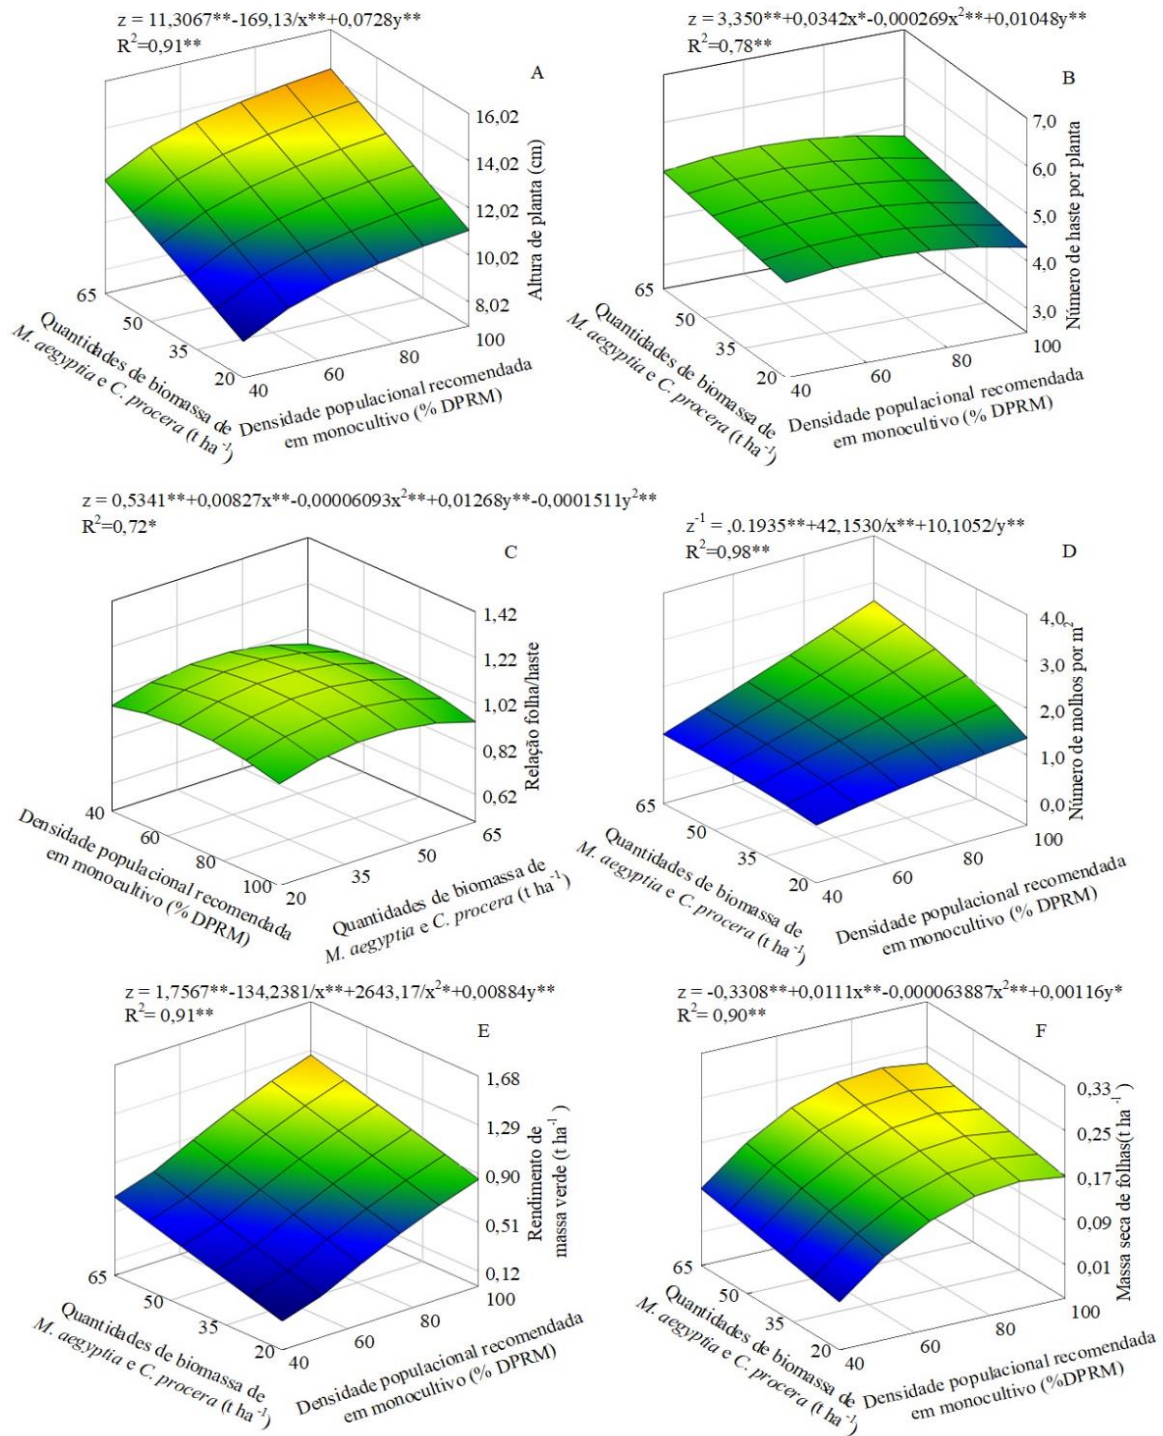 z = 11,3067**-169,13/x**+0,0728y**
R²=0,91**
A
16,02
14,02
12,02
10,02
8,02
Altura de planta (cm)
65
50
35
20
40
60
80
100
Quantidades de biomassa de
M. aegyptia e C. procera (t ha⁻¹)
Densidade populacional recomendada
em monocultivo (% DPRM)
z = 3,350**+0,0342x*-0,000269x²**+0,01048y**
R²=0,78**
B
7,0
6,0
5,0
4,0
3,0
Número de haste por planta
65
50
35
20
40
60
80
100
Quantidades de biomassa de
M. aegyptia e C. procera (t ha⁻¹)
Densidade populacional recomendada
em monocultivo (% DPRM)
z = 0,5341**+0,00827x**-0,00006093x²**+0,01268y**-0,0001511y²**
R²=0,72*
C
1,42
1,22
1,02
0,82
0,62
Relação folha/haste
40
60
80
100
20
35
50
65
Densidade populacional recomendada
em monocultivo (% DPRM)
Quantidades de biomassa de
M. aegyptia e C. procera (t ha⁻¹)
z⁻¹ = ,0.1935**+42,1530/x**+10,1052/y**
R²=0,98**
D
4,0
3,0
2,0
1,0
0,0
Número de molhos por m²
65
50
35
20
40
60
80
100
Quantidades de biomassa de
M. aegyptia e C. procera (t ha⁻¹)
Densidade populacional recomendada
em monocultivo (% DPRM)
z = 1,7567**-134,2381/x**+2643,17/x²*+0,00884y**
R²= 0,91**
E
1,68
1,29
0,90
0,51
0,12
Rendimento de
massa verde (t ha⁻¹ )
65
50
35
20
40
60
80
100
Quantidades de biomassa de
M. aegyptia e C. procera (t ha⁻¹)
Densidade populacional recomendada
em monocultivo (% DPRM)
z = -0,3308**+0,0111x**-0,000063887x²**+0,00116y*
R²= 0,90**
F
0,33
0,25
0,17
0,09
0,01
Massa seca de folhas(t ha⁻¹)
65
50
35
20
40
60
80
100
Quantidades de biomassa de
M. aegyptia e C. procera (t ha⁻¹)
Densidade populacional recomendada
em monocultivo (%DPRM)